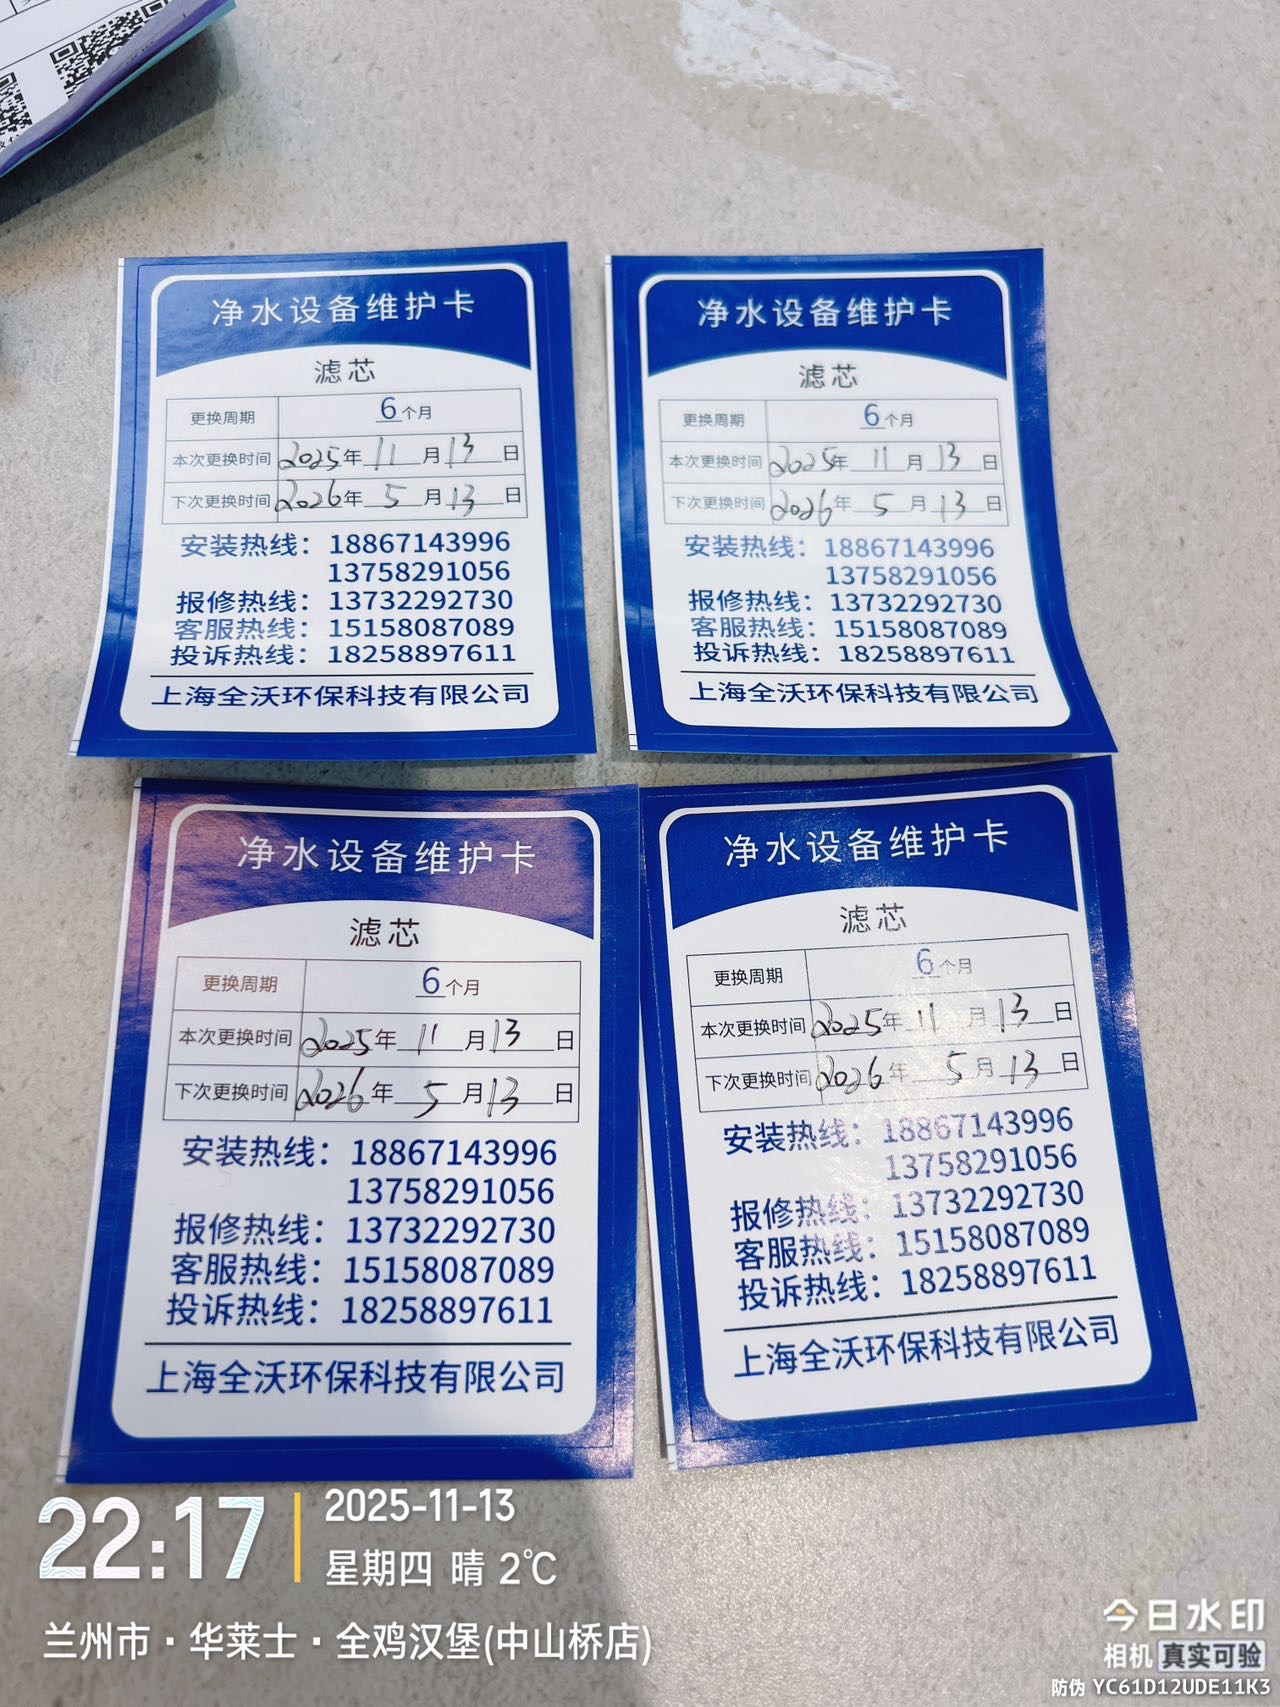 净水设备维护卡
滤芯
更换周期 6个月
本次更换时间 2025年 11 月 13 日
下次更换时间 2026年 5 月 13 日
安装热线：18867143996
13758291056
报修热线：13732292730
客服热线：15158087089
投诉热线：18258897611
上海全沃环保科技有限公司
净水设备维护卡
滤芯
更换周期 6个月
本次更换时间 2025年 11 月 13 日
下次更换时间 2026年 5 月 13 日
安装热线：18867143996
13758291056
报修热线：13732292730
客服热线：15158087089
投诉热线：18258897611
上海全沃环保科技有限公司
净水设备维护卡
滤芯
更换周期 6个月
本次更换时间 2025年 11 月 13 日
下次更换时间 2026年 5 月 13 日
安装热线：18867143996
13758291056
报修热线：13732292730
客服热线：15158087089
投诉热线：18258897611
上海全沃环保科技有限公司
净水设备维护卡
滤芯
更换周期 6个月
本次更换时间 2025年 11 月 13 日
下次更换时间 2026年 5 月 13 日
安装热线：18867143996
13758291056
报修热线：13732292730
客服热线：15158087089
投诉热线：18258897611
上海全沃环保科技有限公司
22:17
2025-11-13
星期四 晴 2℃
兰州市·华莱士·全鸡汉堡(中山桥店)
今日水印
相机 真实可验
防伪 YC61D12UDE11K3